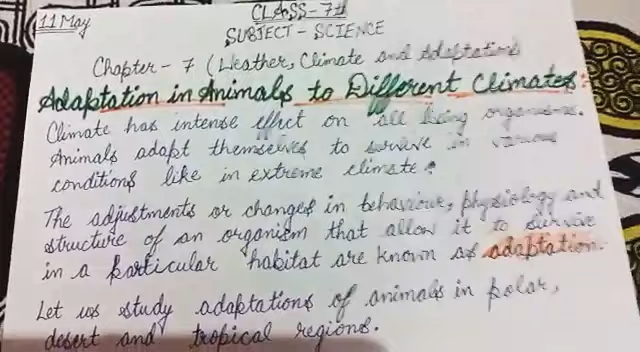 11 May
CLASS-7th
SUBJECT - SCIENCE
Chapter - 7 (Weather, Climate and Adaptation
Adaptation in Animals to Different Climates:
Climate has intense effect on all living organisms.
Animals adapt themselves to survive in various
conditions like in extreme climate.
The adjustments or changes in behaviour, physiology and
structure of an organism that allow it to survive
in a particular habitat are known as adaptation.
Let us study adaptations of animals in polar,
desert and tropical regions.